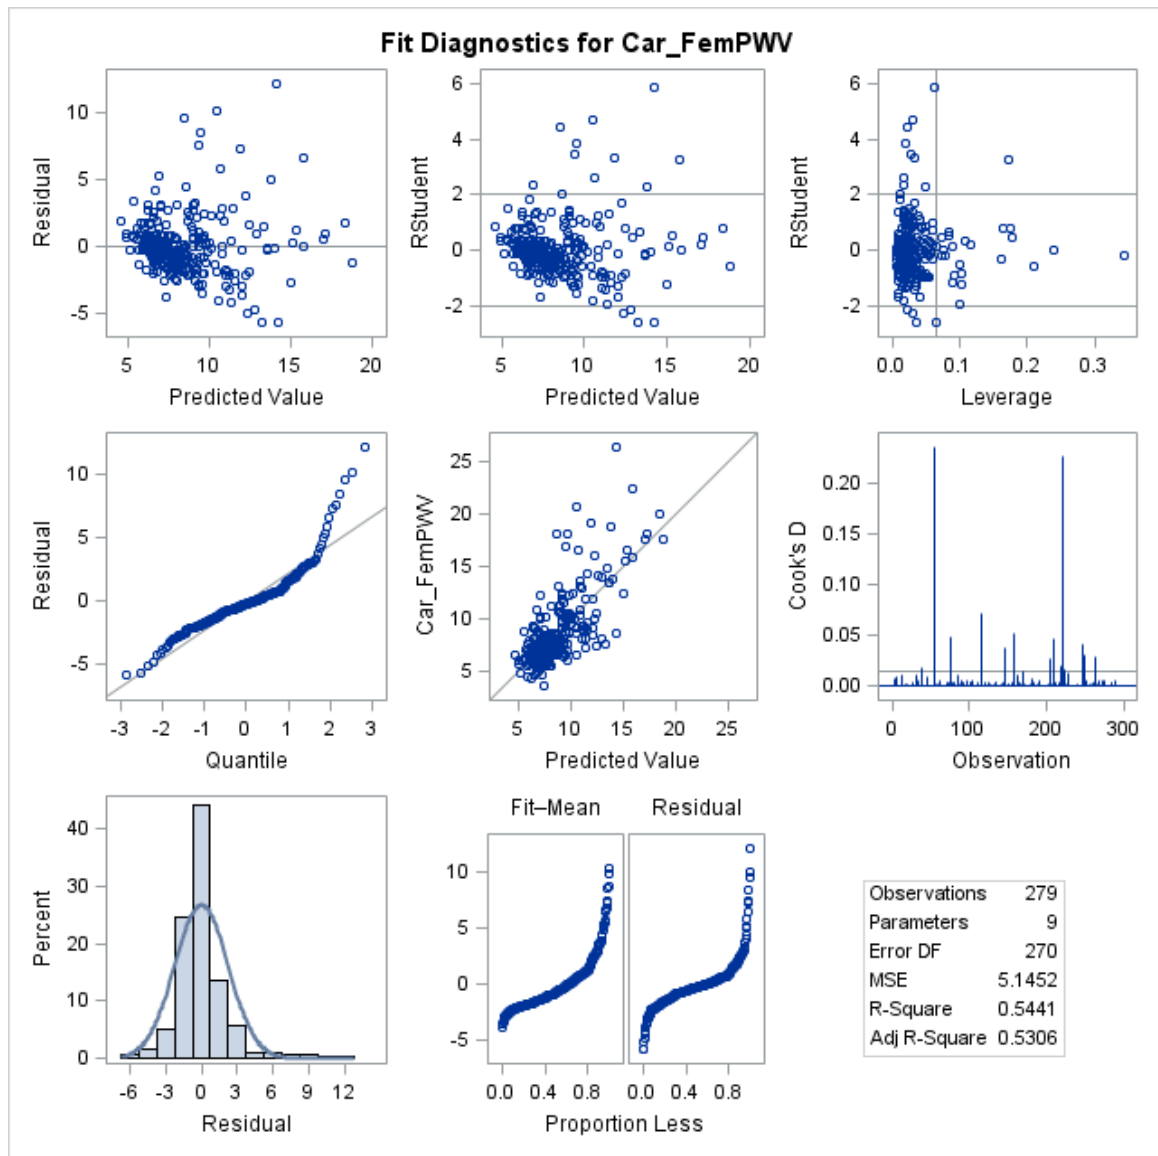 Fit Diagnostics for Car_FemPWV
Residual
10
5
0
-5
5 10 15 20
Predicted Value
RStudent
6
4
2
0
-2
5 10 15 20
Predicted Value
RStudent
6
4
2
0
-2
0.0 0.1 0.2 0.3
Leverage
Residual
10
5
0
-5
-3 -2 -1 0 1 2 3
Quantile
Car_FemPWV
25
20
15
10
5
5 10 15 20 25
Predicted Value
Cook's D
0.20
0.15
0.10
0.05
0.00
0 100 200 300
Observation
Percent
40
30
20
10
0
-6 -3 0 3 6 9 12
Residual
Fit–Mean Residual
10
5
0
-5
0.0 0.4 0.8 0.0 0.4 0.8
Proportion Less
Observations 279
Parameters 9
Error DF 270
MSE 5.1452
R-Square 0.5441
Adj R-Square 0.5306